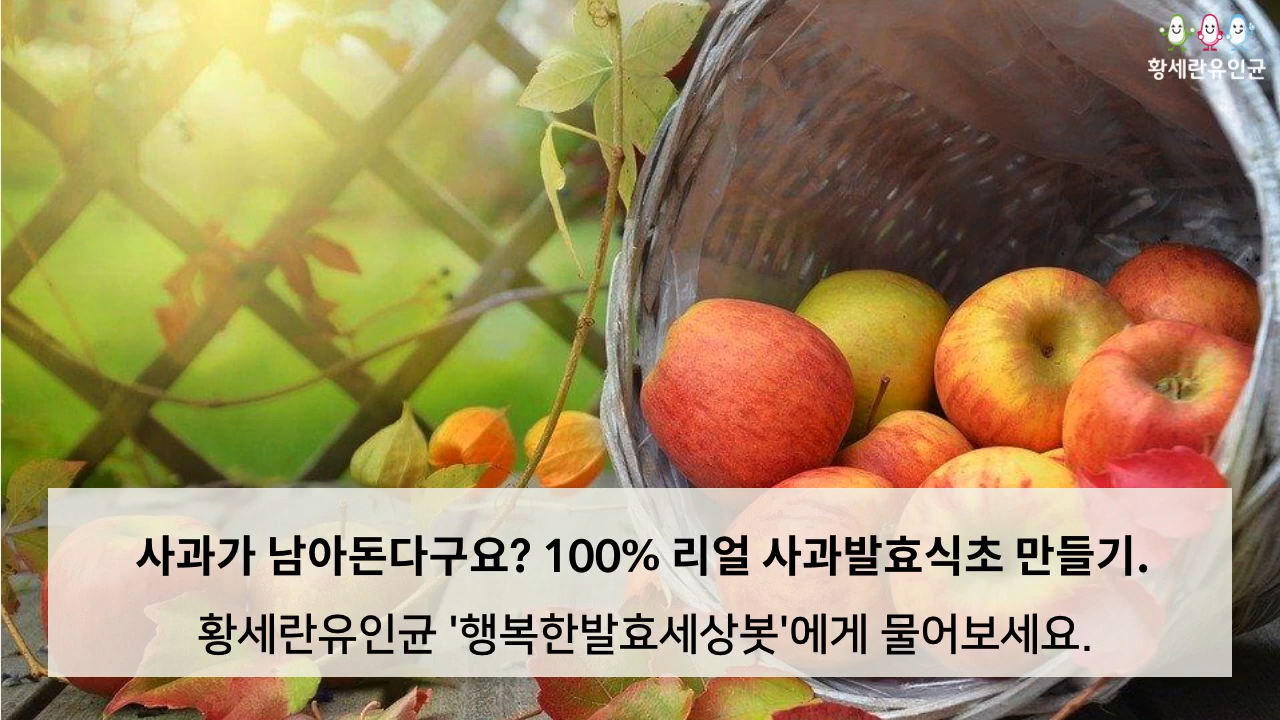 황세란유인균
사과가 남아돈다구요? 100% 리얼 사과발효식초 만들기.
황세란유인균 '행복한발효세상봇'에게 물어보세요.